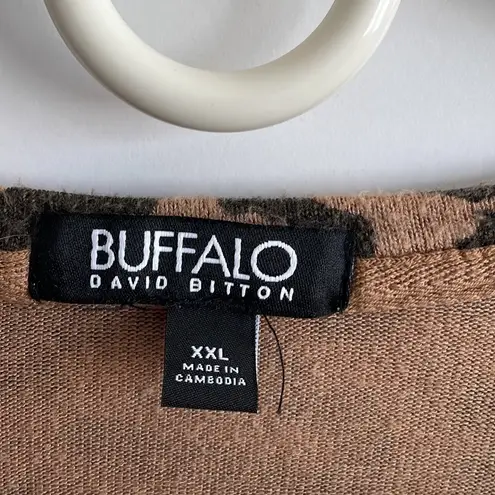 BUFFALO
DAVID BITTON
XXL
MADE IN
CAMBODIA